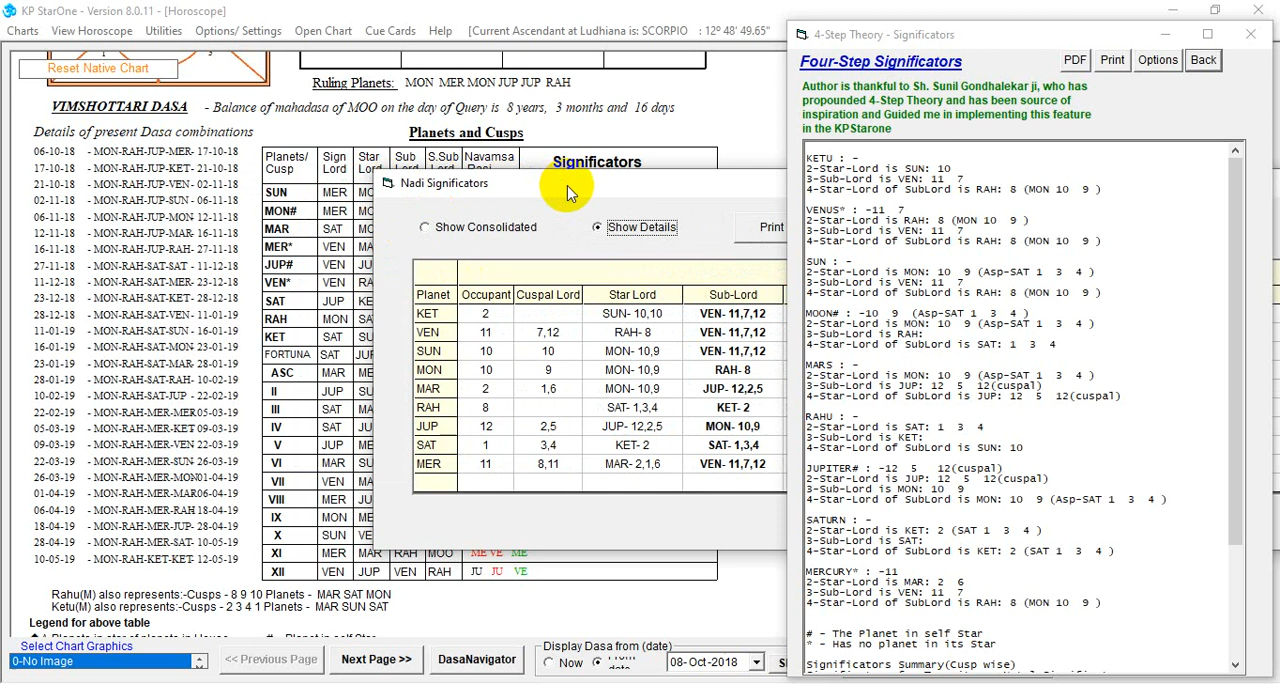 KP StarOne - Version 8.0.11 - [Horoscope]
Charts View Horoscope Utilities Options/ Settings Open Chart Cue Cards Help [Current Ascendant at Ludhiana is: SCORPIO : 12° 48' 49.65"
Reset Native Chart
Ruling Planets: MON MER MON JUP JUP RAH
VIMSHOTTARI DASA - Balance of mahadasa of MOO on the day of Query is 8 years, 3 months and 16 days
Details of present Dasa combinations
06-10-18 - MON-RAH-JUP-MER- 17-10-18
17-10-18 - MON-RAH-JUP-KET- 21-10-18
21-10-18 - MON-RAH-JUP-VEN - 02-11-18
02-11-18 - MON-RAH-JUP-SUN - 06-11-18
06-11-18 - MON-RAH-JUP-MON- 12-11-18
12-11-18 - MON-RAH-JUP-MAR- 16-11-18
16-11-18 - MON-RAH-JUP-RAH - 27-11-18
27-11-18 - MON-RAH-SAT-SAT - 11-12-18
11-12-18 - MON-RAH-SAT-MER- 23-12-18
23-12-18 - MON-RAH-SAT-KET - 28-12-18
28-12-18 - MON-RAH-SAT-VEN - 11-01-19
11-01-19 - MON-RAH-SAT-SUN - 16-01-19
16-01-19 - MON-RAH-SAT-MON- 23-01-19
23-01-19 - MON-RAH-SAT-MAR- 28-01-19
28-01-19 - MON-RAH-SAT-RAH- 10-02-19
10-02-19 - MON-RAH-SAT-JUP - 22-02-19
22-02-19 - MON-RAH-MER-MER05-03-19
05-03-19 - MON-RAH-MER-KET 09-03-19
09-03-19 - MON-RAH-MER-VEN 22-03-19
22-03-19 - MON-RAH-MER-SUN- 26-03-19
26-03-19 - MON-RAH-MER-MON01-04-19
01-04-19 - MON-RAH-MER-MAR06-04-19
06-04-19 - MON-RAH-MER-RAH 18-04-19
18-04-19 - MON-RAH-MER-JUP- 28-04-19
28-04-19 - MON-RAH-MER-SAT- 10-05-19
10-05-19 - MON-RAH-KET-KET- 12-05-19
Planets and Cusps
Planets/ Cusp Sign Lord Star Lord Sub Lord S.Sub Lord Navamsa
Significators
SUN MER
MON# MER
MAR SAT
MER* VEN
JUP# VEN
VEN* VEN
SAT JUP
RAH MON
KET SAT
FORTUNA SAT
ASC MAR
II JUP
III SAT
IV SAT
V JUP
VI MAR
VII VEN
VIII MER
IX MON
X SUN
XI MER MAR RAH MOO ME VE ME
XII VEN JUP VEN RAH JU JU VE
Rahu(M) also represents:-Cusps - 8 9 10 Planets - MAR SAT MON
Ketu(M) also represents:-Cusps - 2 3 4 1 Planets - MAR SUN SAT
Legend for above table
Select Chart Graphics
0-No Image
<< Previous Page
Next Page >>
DasaNavigator
Display Dasa from (date)
Now
08-Oct-2018
Nadi Significators
Show Consolidated Show Details Print
Planet Occupant Cuspal Lord Star Lord Sub-Lord
KET 2 SUN- 10,10 VEN- 11,7,12
VEN 11 7,12 RAH- 8 VEN- 11,7,12
SUN 10 10 MON- 10,9 VEN- 11,7,12
MON 10 9 MON- 10,9 RAH- 8
MAR 2 1,6 MON- 10,9 JUP- 12,2,5
RAH 8 SAT- 1,3,4 KET- 2
JUP 12 2,5 JUP- 12,2,5 MON- 10,9
SAT 1 3,4 KET- 2 SAT- 1,3,4
MER 11 8,11 MAR- 2,1,6 VEN- 11,7,12
4-Step Theory - Significators
Four-Step Significators PDF Print Options Back
Author is thankful to Sh. Sunil Gondhalekar ji, who has
propounded 4-Step Theory and has been source of
inspiration and Guided me in implementing this feature
in the KPStarone
KETU : -
2-Star-Lord is SUN: 10
3-Sub-Lord is VEN: 11 7
4-Star-Lord of SubLord is RAH: 8 (MON 10 9 )
VENUS* : -11 7
2-Star-Lord is RAH: 8 (MON 10 9 )
3-Sub-Lord is VEN: 11 7
4-Star-Lord of SubLord is RAH: 8 (MON 10 9 )
SUN : -
2-Star-Lord is MON: 10 9 (Asp-SAT 1 3 4 )
3-Sub-Lord is VEN: 11 7
4-Star-Lord of SubLord is RAH: 8 (MON 10 9 )
MOON# : -10 9 (Asp-SAT 1 3 4 )
2-Star-Lord is MON: 10 9 (Asp-SAT 1 3 4 )
3-Sub-Lord is RAH:
4-Star-Lord of SubLord is SAT: 1 3 4
MARS : -
2-Star-Lord is MON: 10 9 (Asp-SAT 1 3 4 )
3-Sub-Lord is JUP: 12 5 12(cuspal)
4-Star-Lord of SubLord is JUP: 12 5 12(cuspal)
RAHU : -
2-Star-Lord is SAT: 1 3 4
3-Sub-Lord is KET:
4-Star-Lord of SubLord is SUN: 10
JUPITER# : -12 5 12(cuspal)
2-Star-Lord is JUP: 12 5 12(cuspal)
3-Sub-Lord is MON: 10 9
4-Star-Lord of SubLord is MON: 10 9 (Asp-SAT 1 3 4 )
SATURN : -
2-Star-Lord is KET: 2 (SAT 1 3 4 )
3-Sub-Lord is SAT:
4-Star-Lord of SubLord is KET: 2 (SAT 1 3 4 )
MERCURY* : -11
2-Star-Lord is MAR: 2 6
3-Sub-Lord is VEN: 11 7
4-Star-Lord of SubLord is RAH: 8 (MON 10 9 )
# - The Planet in self Star
* - Has no planet in its Star
Significators Summary(Cusp wise)